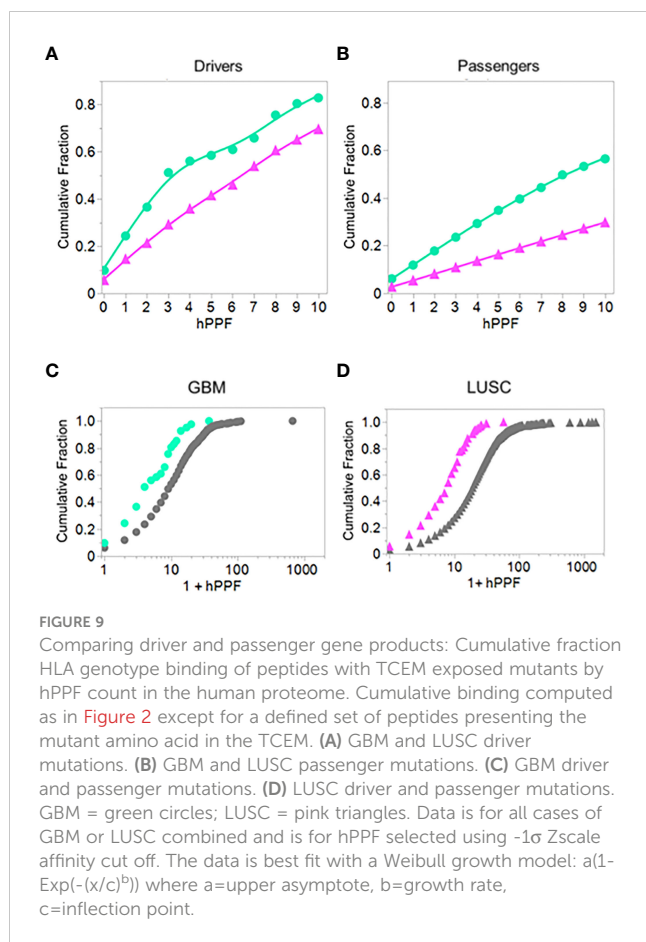 A
Drivers
B
Passengers
0.8
0.6
0.4
0.2
0
Cumulative Fraction
0 1 2 3 4 5 6 7 8 9 10
hPPF
0.8
0.6
0.4
0.2
0
Cumulative Fraction
0 1 2 3 4 5 6 7 8 9 10
hPPF
C
GBM
D
LUSC
1.0
0.8
0.6
0.4
0.2
0
Cumulative Fraction
1 10 100 1000
1 + hPPF
1.0
0.8
0.6
0.4
0.2
0
Cumulative Fraction
1 10 100 1000
1+ hPPF
FIGURE 9
Comparing driver and passenger gene products: Cumulative fraction
HLA genotype binding of peptides with TCEM exposed mutants by
hPPF count in the human proteome. Cumulative binding computed
as in Figure 2 except for a defined set of peptides presenting the
mutant amino acid in the TCEM. (A) GBM and LUSC driver
mutations. (B) GBM and LUSC passenger mutations. (C) GBM driver
and passenger mutations. (D) LUSC driver and passenger mutations.
GBM = green circles; LUSC = pink triangles. Data is for all cases of
GBM or LUSC combined and is for hPPF selected using -1σ Zscale
affinity cut off. The data is best fit with a Weibull growth model: a(1-
Exp(-(x/c)^b)) where a=upper asymptote, b=growth rate,
c=inflection point.